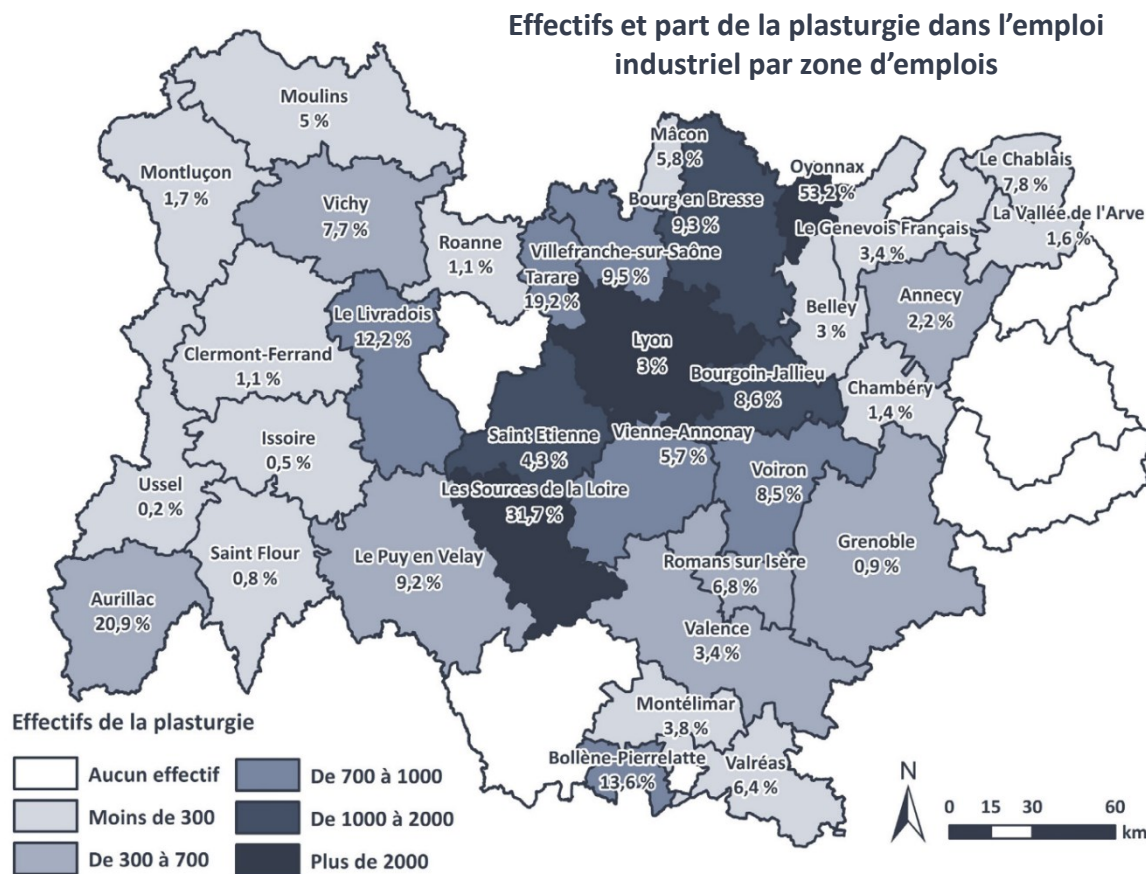 Effectifs et part de la plasturgie dans l’emploi
industriel par zone d’emplois
Moulins
5 %
Montluçon
1,7 %
Vichy
7,7 %
Roanne
1,1 %
Mâcon
5,8 %
Bourg en Bresse
9,3 %
Oyonnax
53,2 %
Le Chablais
7,8 %
La Vallée de l'Arve
1,6 %
Le Genevois Français
3,4 %
Villefranche-sur-Saône
9,5 %
Tarare
19,2 %
Belley
3 %
Annecy
2,2 %
Le Livradois
12,2 %
Clermont-Ferrand
1,1 %
Lyon
3 %
Bourgoin-Jallieu
8,6 %
Chambéry
1,4 %
Issoire
0,5 %
Saint Etienne
4,3 %
Vienne-Annonay
5,7 %
Voiron
8,5 %
Ussel
0,2 %
Les Sources de la Loire
31,7 %
Saint Flour
0,8 %
Le Puy en Velay
9,2 %
Romans sur Isère
6,8 %
Grenoble
0,9 %
Aurillac
20,9 %
Valence
3,4 %
Montélimar
3,8 %
Bollène-Pierrelatte
13,6 %
Valréas
6,4 %
Effectifs de la plasturgie
Aucun effectif
Moins de 300
De 300 à 700
De 700 à 1000
De 1000 à 2000
Plus de 2000
N
0 15 30 60
km